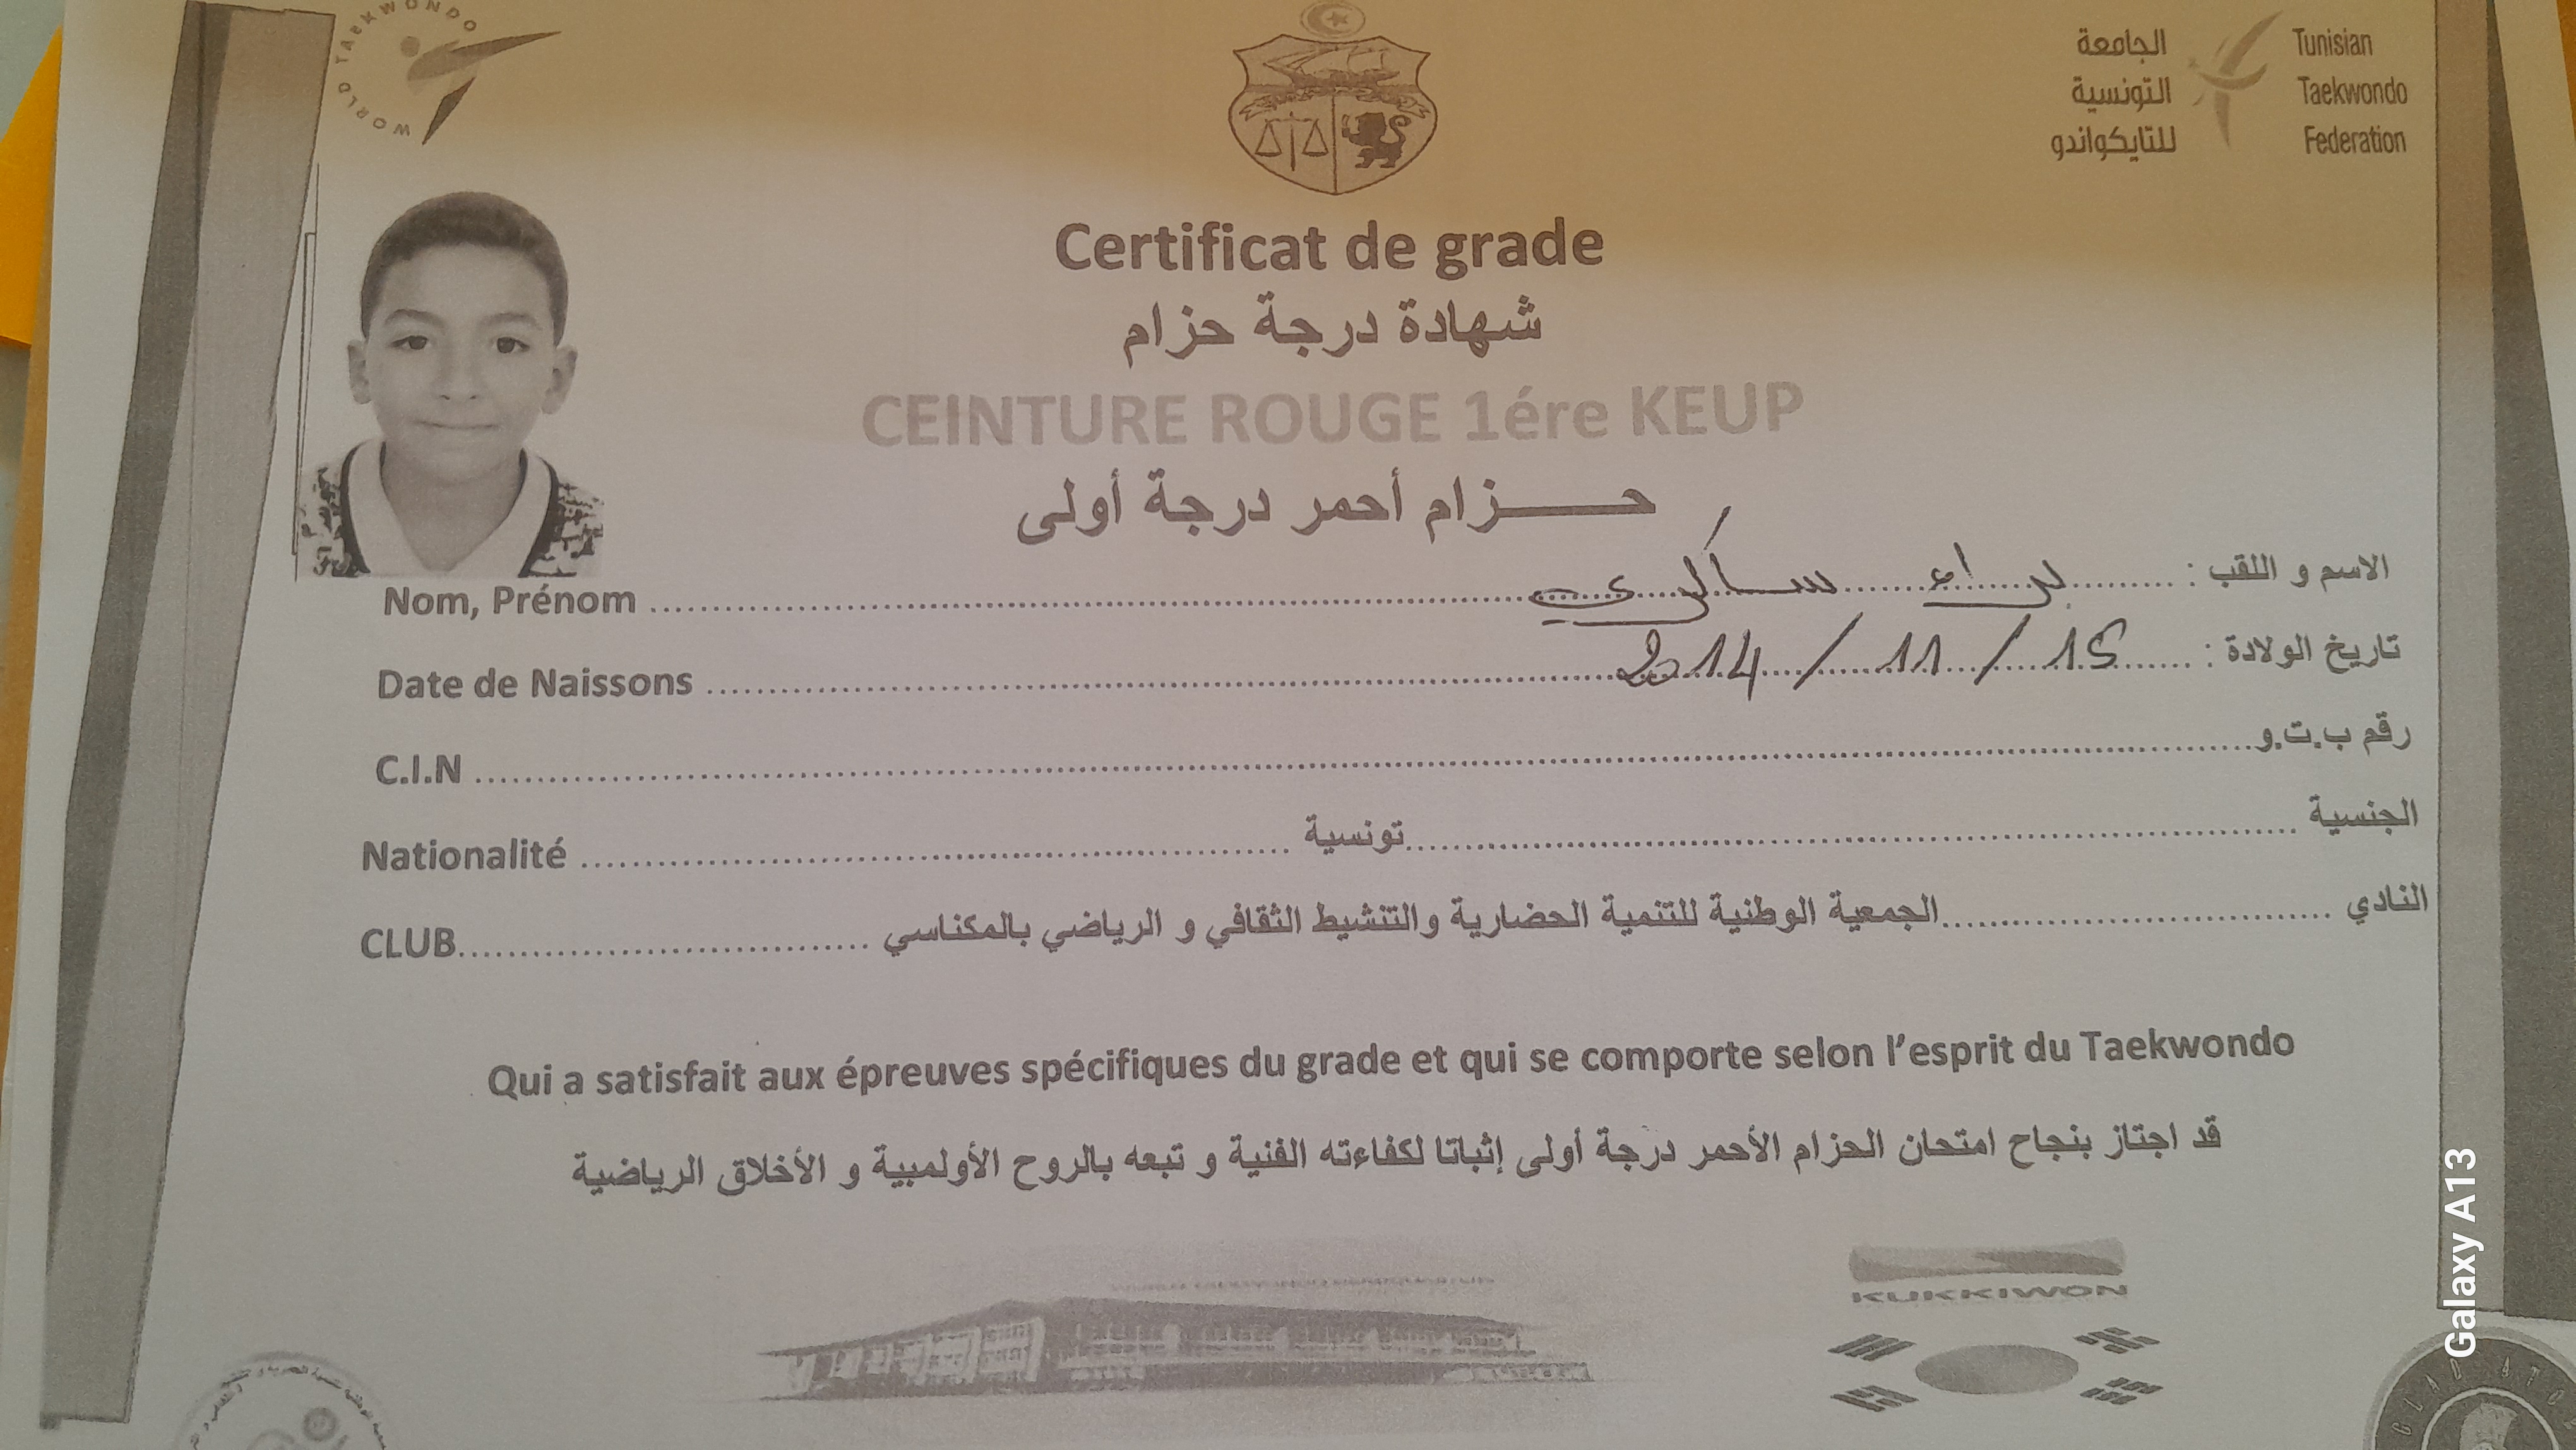 WORLD TAEKWONDO
الجامعة
التونسية
للتايكواندو
Tunisian
Taekwondo
Federation
Certificat de grade
شهادة درجة حزام
CEINTURE ROUGE 1ére KEUP
حـــــزام أحمر درجة أولى
Nom, Prénom .......... براء ساكري .......... الاسم و اللقب :
Date de Naissons .......... 2014/11/15 .......... تاريخ الولادة :
C.I.N .......... رقم ب.ت.و
Nationalité .......... تونسية .......... الجنسية
CLUB.......... الجمعية الوطنية للتنمية الحضارية والتنشيط الثقافي و الرياضي بالمكناسي .......... النادي
Qui a satisfait aux épreuves spécifiques du grade et qui se comporte selon l'esprit du Taekwondo
قد اجتاز بنجاح امتحان الحزام الأحمر درجة أولى إثباتا لكفاءته الفنية و تبعه بالروح الأولمبية و الأخلاق الرياضية
KUKKIWON
Galaxy A13